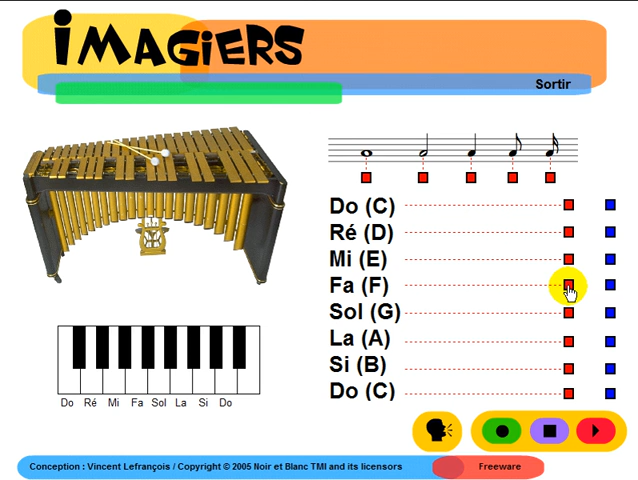 iMAGiERS
Sortir
Do (C)
Ré (D)
Mi (E)
Fa (F)
Sol (G)
La (A)
Si (B)
Do (C)
Do Ré Mi Fa Sol La Si Do
Conception : Vincent Lefrançois / Copyright © 2005 Noir et Blanc TMI and its licensors
Freeware